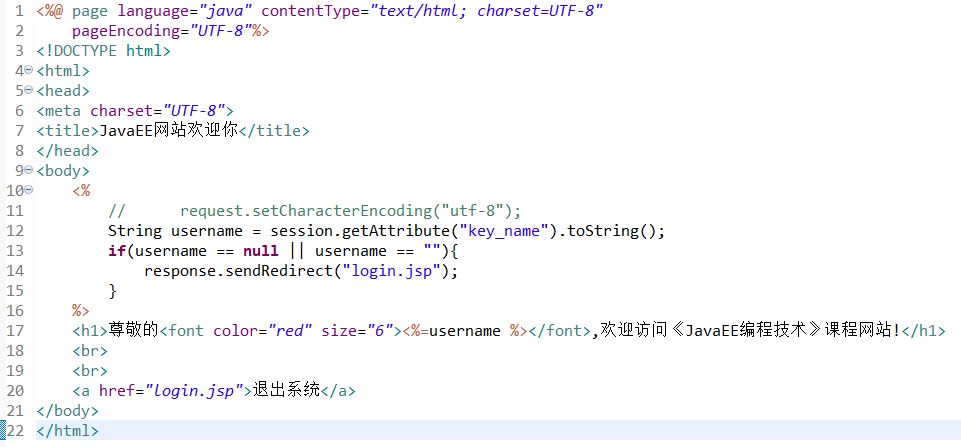 1 <%@ page language="java" contentType="text/html; charset=UTF-8"
2     pageEncoding="UTF-8"%>
3 <!DOCTYPE html>
4 <html>
5 <head>
6 <meta charset="UTF-8">
7 <title>JavaEE网站欢迎你</title>
8 </head>
9 <body>
10     <%
11         //      request.setCharacterEncoding("utf-8");
12         String username = session.getAttribute("key_name").toString();
13         if(username == null || username == ""){
14             response.sendRedirect("login.jsp");
15         }
16     %>
17     <h1>尊敬的<font color="red" size="6"><%=username %></font>,欢迎访问《JavaEE编程技术》课程网站!</h1>
18     <br>
19     <br>
20     <a href="login.jsp">退出系统</a>
21 </body>
22 </html>